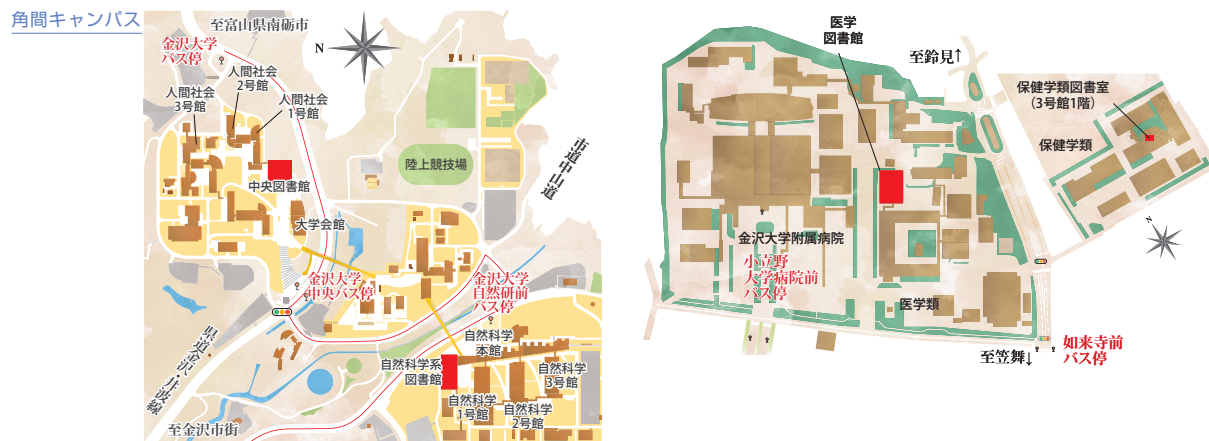 角間キャンパス
至富山県南砺市
N
金沢大学
バス停
人間社会
2号館
人間社会
3号館
人間社会
1号館
中央図書館
大学会館
陸上競技場
市道中山道
金沢大学
中央バス停
金沢大学
自然研前
バス停
県道金沢・井波線
至金沢市街
自然科学
本館
自然科学系
図書館
自然科学
3号館
自然科学
1号館
自然科学
2号館
医学
図書館
至鈴見↑
保健学類図書室
（3号館1階）
保健学類
N
金沢大学附属病院
小立野
大学病院前
バス停
医学類
如来寺前
バス停
至笠舞↓